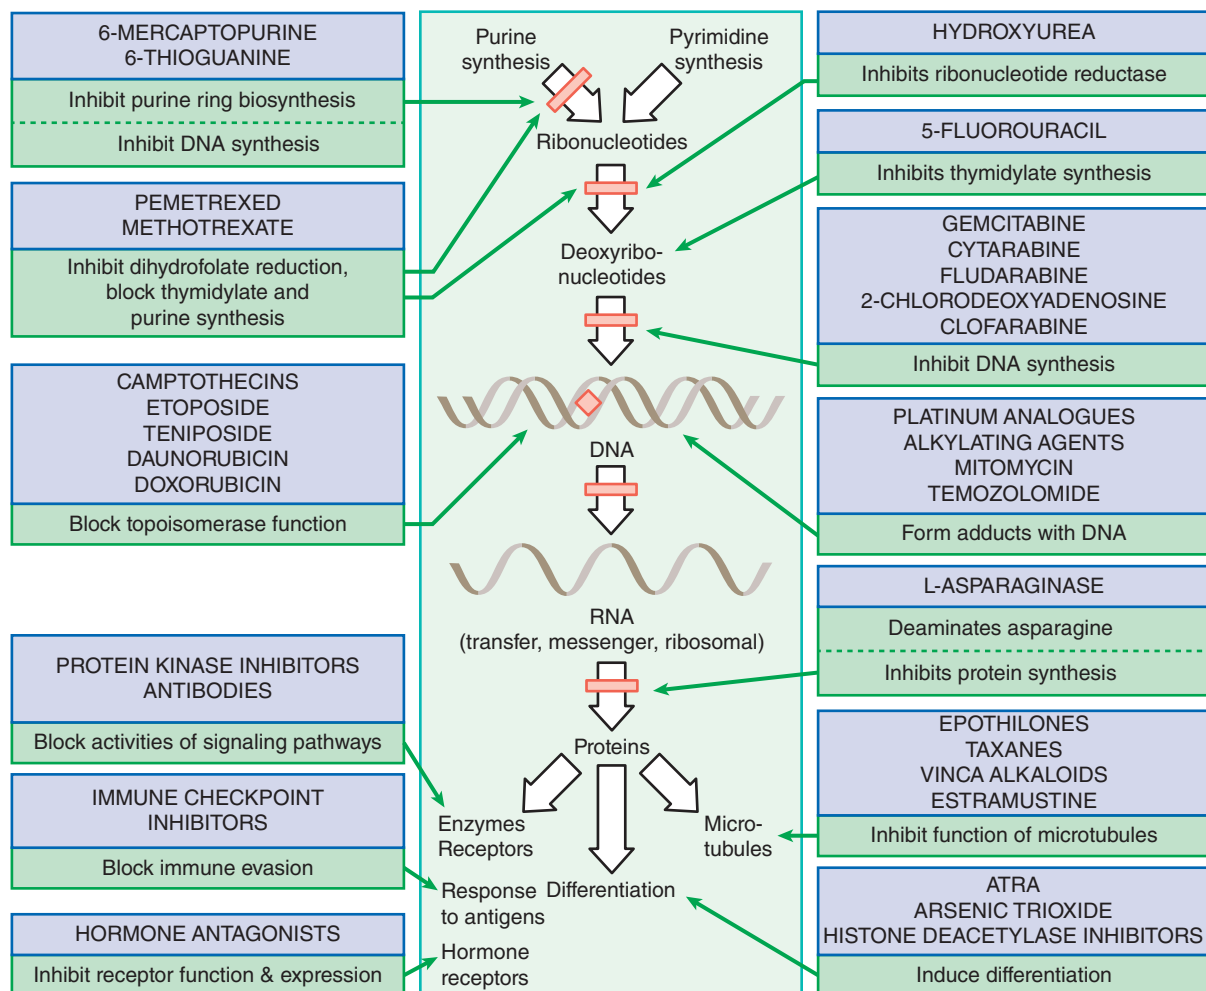 6-MERCAPTOPURINE
6-THIOGUANINE
Inhibit purine ring biosynthesis
Inhibit DNA synthesis
PEMETREXED
METHOTREXATE
Inhibit dihydrofolate reduction,
block thymidylate and
purine synthesis
CAMPTOTHECINS
ETOPOSIDE
TENIPOSIDE
DAUNORUBICIN
DOXORUBICIN
Block topoisomerase function
PROTEIN KINASE INHIBITORS
ANTIBODIES
Block activities of signaling pathways
IMMUNE CHECKPOINT
INHIBITORS
Block immune evasion
HORMONE ANTAGONISTS
Inhibit receptor function & expression
Purine
synthesis
Pyrimidine
synthesis
Ribonucleotides
Deoxyribo-
nucleotides
DNA
RNA
(transfer, messenger, ribosomal)
Proteins
Enzymes
Receptors
Micro-
tubules
Response
to antigens
Differentiation
Hormone
receptors
HYDROXYUREA
Inhibits ribonucleotide reductase
5-FLUOROURACIL
Inhibits thymidylate synthesis
GEMCITABINE
CYTARABINE
FLUDARABINE
2-CHLORODEOXYADENOSINE
CLOFARABINE
Inhibit DNA synthesis
PLATINUM ANALOGUES
ALKYLATING AGENTS
MITOMYCIN
TEMOZOLOMIDE
Form adducts with DNA
L-ASPARAGINASE
Deaminates asparagine
Inhibits protein synthesis
EPOTHILONES
TAXANES
VINCA ALKALOIDS
ESTRAMUSTINE
Inhibit function of microtubules
ATRA
ARSENIC TRIOXIDE
HISTONE DEACETYLASE INHIBITORS
Induce differentiation